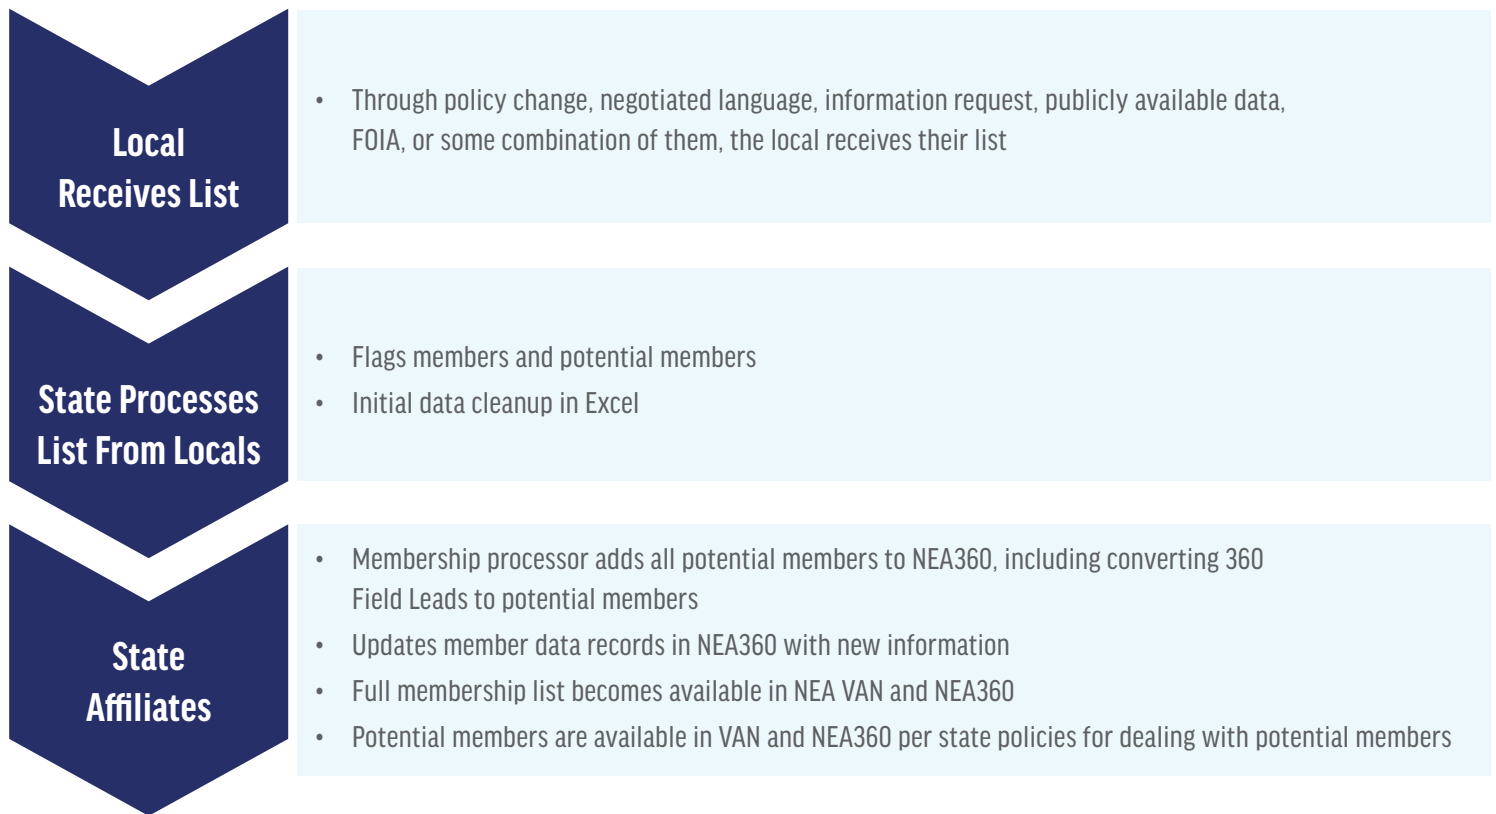 Local
Receives List
• Through policy change, negotiated language, information request, publicly available data,
FOIA, or some combination of them, the local receives their list
State Processes
List From Locals
• Flags members and potential members
• Initial data cleanup in Excel
State
Affiliates
• Membership processor adds all potential members to NEA360, including converting 360
Field Leads to potential members
• Updates member data records in NEA360 with new information
• Full membership list becomes available in NEA VAN and NEA360
• Potential members are available in VAN and NEA360 per state policies for dealing with potential members